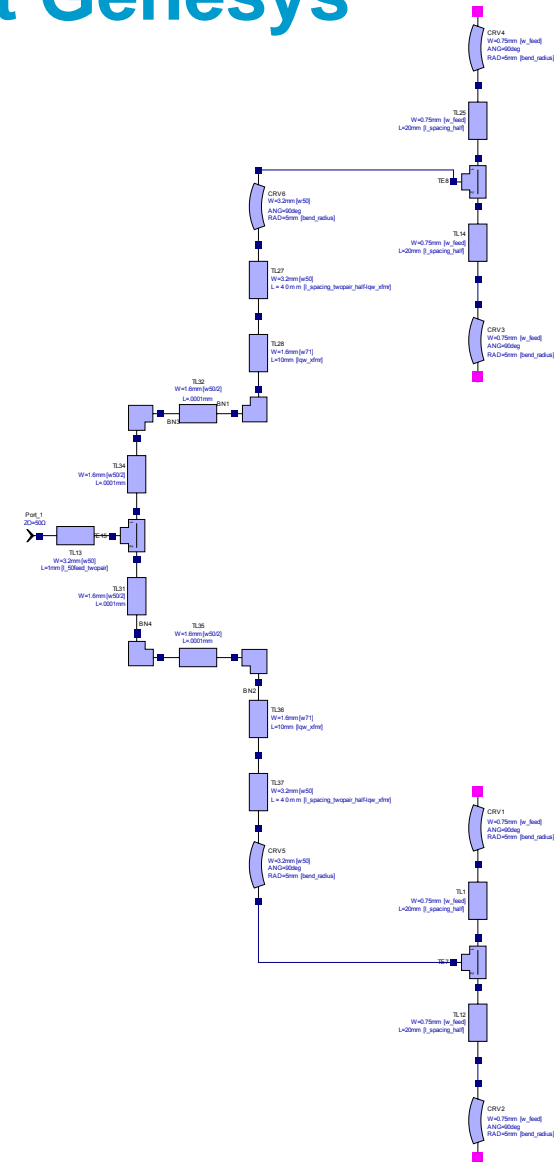 t Genesys
CRV4
W=0.75mm [w_feed]
ANG=90deg
RAD=5mm [bend_radius]
TL25
W=0.75mm [w_feed]
L=20mm [l_spacing_half]
TE8
CRV6
W=3.2mm [w50]
ANG=90deg
RAD=5mm [bend_radius]
TL14
W=0.75mm [w_feed]
L=20mm [l_spacing_half]
TL27
W=3.2mm [w50]
L = 4 0 m m [l_spacing_twopair_half-lqw_xfmr]
CRV3
W=0.75mm [w_feed]
ANG=90deg
RAD=5mm [bend_radius]
TL28
W=1.6mm [w71]
L=10mm [lqw_xfmr]
TL32
W=1.6mm [w50/2]
L=.0001mm
BN1
BN3
TL34
W=1.6mm [w50/2]
L=.0001mm
Port_1
ZO=50Ω
TL13
W=3.2mm [w50]
L=1mm [l_50feed_twopair]
TL31
W=1.6mm [w50/2]
L=.0001mm
BN4
TL35
W=1.6mm [w50/2]
L=.0001mm
BN2
TL36
W=1.6mm [w71]
L=10mm [lqw_xfmr]
TL37
W=3.2mm [w50]
L = 4 0 m m [l_spacing_twopair_half-lqw_xfmr]
CRV1
W=0.75mm [w_feed]
ANG=90deg
RAD=5mm [bend_radius]
CRV5
W=3.2mm [w50]
ANG=90deg
RAD=5mm [bend_radius]
TL1
W=0.75mm [w_feed]
L=20mm [l_spacing_half]
TE7
TL12
W=0.75mm [w_feed]
L=20mm [l_spacing_half]
CRV2
W=0.75mm [w_feed]
ANG=90deg
RAD=5mm [bend_radius]